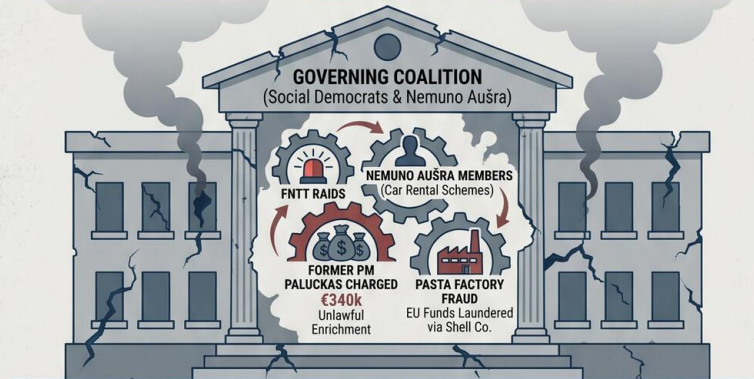 GOVERNING COALITION
(Social Democrats & Nemuno Aušra)
FNTT RAIDS
NEMUNO AUŠRA MEMBERS
(Car Rental Schemes)
$ $ $
FORMER PM
PALUCKAS CHARGED
€340k
Unlawful
Enrichment
PASTA FACTORY
FRAUD
EU Funds Laundered
via Shell Co.